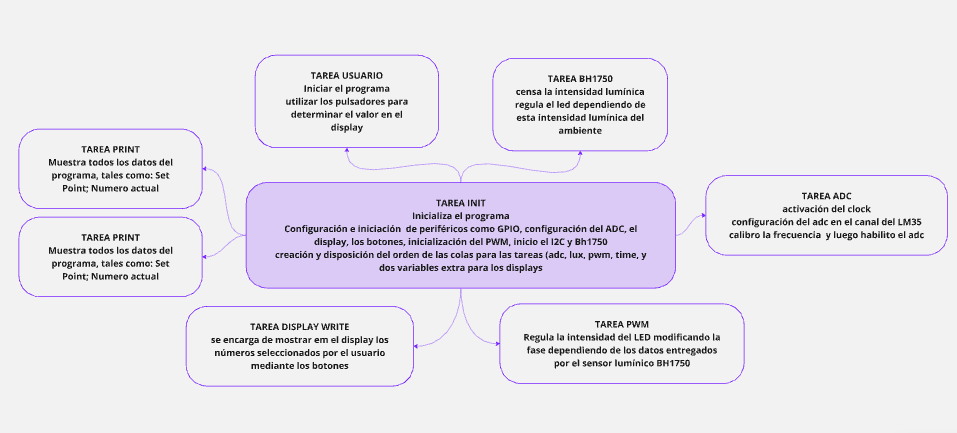 TAREA USUARIO
Iniciar el programa
utilizar los pulsadores para
determinar el valor en el
display
TAREA BH1750
censa la intensidad lumínica
regula el led dependiendo de
esta intensidad lumínica del
ambiente
TAREA PRINT
Muestra todos los datos del
programa, tales como: Set
Point; Numero actual
TAREA ADC
activación del clock
configuración del adc en el canal del LM35
calibro la frecuencia y luego habilito el adc
TAREA INIT
Inicializa el programa
Configuración e iniciación de periféricos como GPIO, configuración del ADC, el
display, los botones, inicialización del PWM, inicio el I2C y Bh1750
creación y disposición del orden de las colas para las tareas (adc, lux, pwm, time, y
dos variables extra para los displays
TAREA PRINT
Muestra todos los datos del
programa, tales como: Set
Point; Numero actual
TAREA DISPLAY WRITE
se encarga de mostrar em el display los
números seleccionados por el usuario
mediante los botones
TAREA PWM
Regula la intensidad del LED modificando la
fase dependiendo de los datos entregados
por el sensor lumínico BH1750